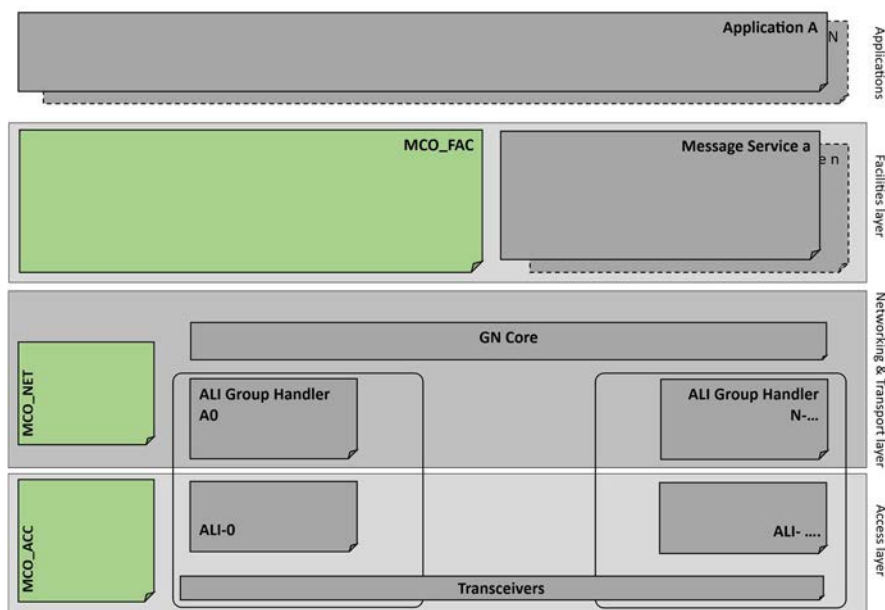 Application A
N
Applications
MCO_FAC
Message Service a
e n
Facilities layer
GN Core
MCO_NET
ALI Group Handler
A0
ALI Group Handler
N-...
Networking & Transport layer
MCO_ACC
ALI-0
ALI- ....
Transceivers
Access layer